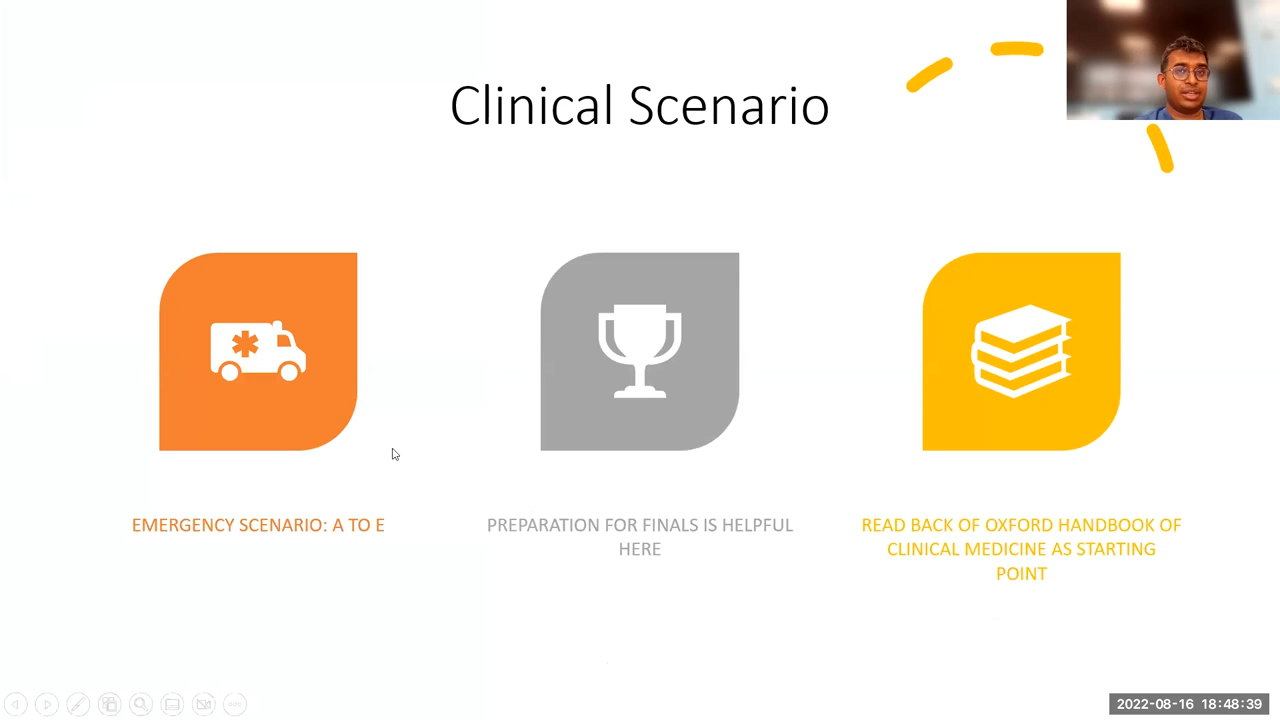 Clinical Scenario
EMERGENCY SCENARIO: A TO E
PREPARATION FOR FINALS IS HELPFUL
HERE
READ BACK OF OXFORD HANDBOOK OF
CLINICAL MEDICINE AS STARTING
POINT
2022-08-16 18:48:39